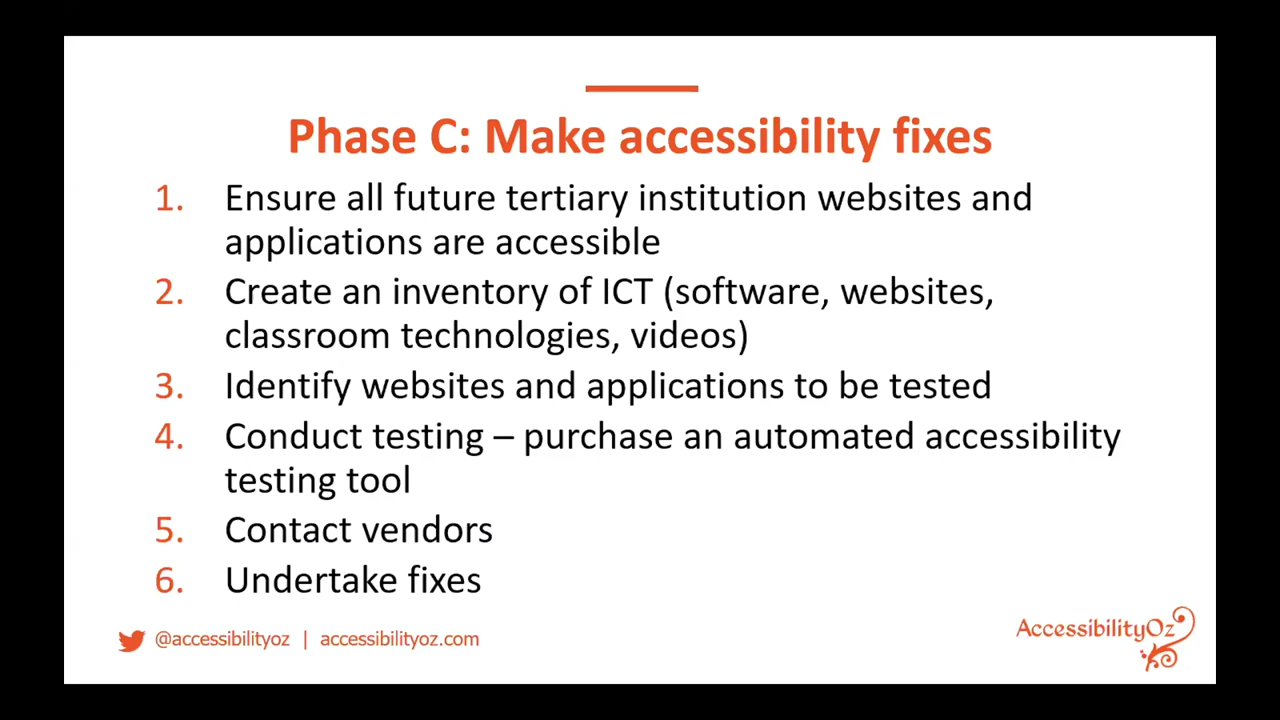 Phase C: Make accessibility fixes
1. Ensure all future tertiary institution websites and
applications are accessible
2. Create an inventory of ICT (software, websites,
classroom technologies, videos)
3. Identify websites and applications to be tested
4. Conduct testing – purchase an automated accessibility
testing tool
5. Contact vendors
6. Undertake fixes
@accessibilityoz | accessibilityoz.com
AccessibilityOz